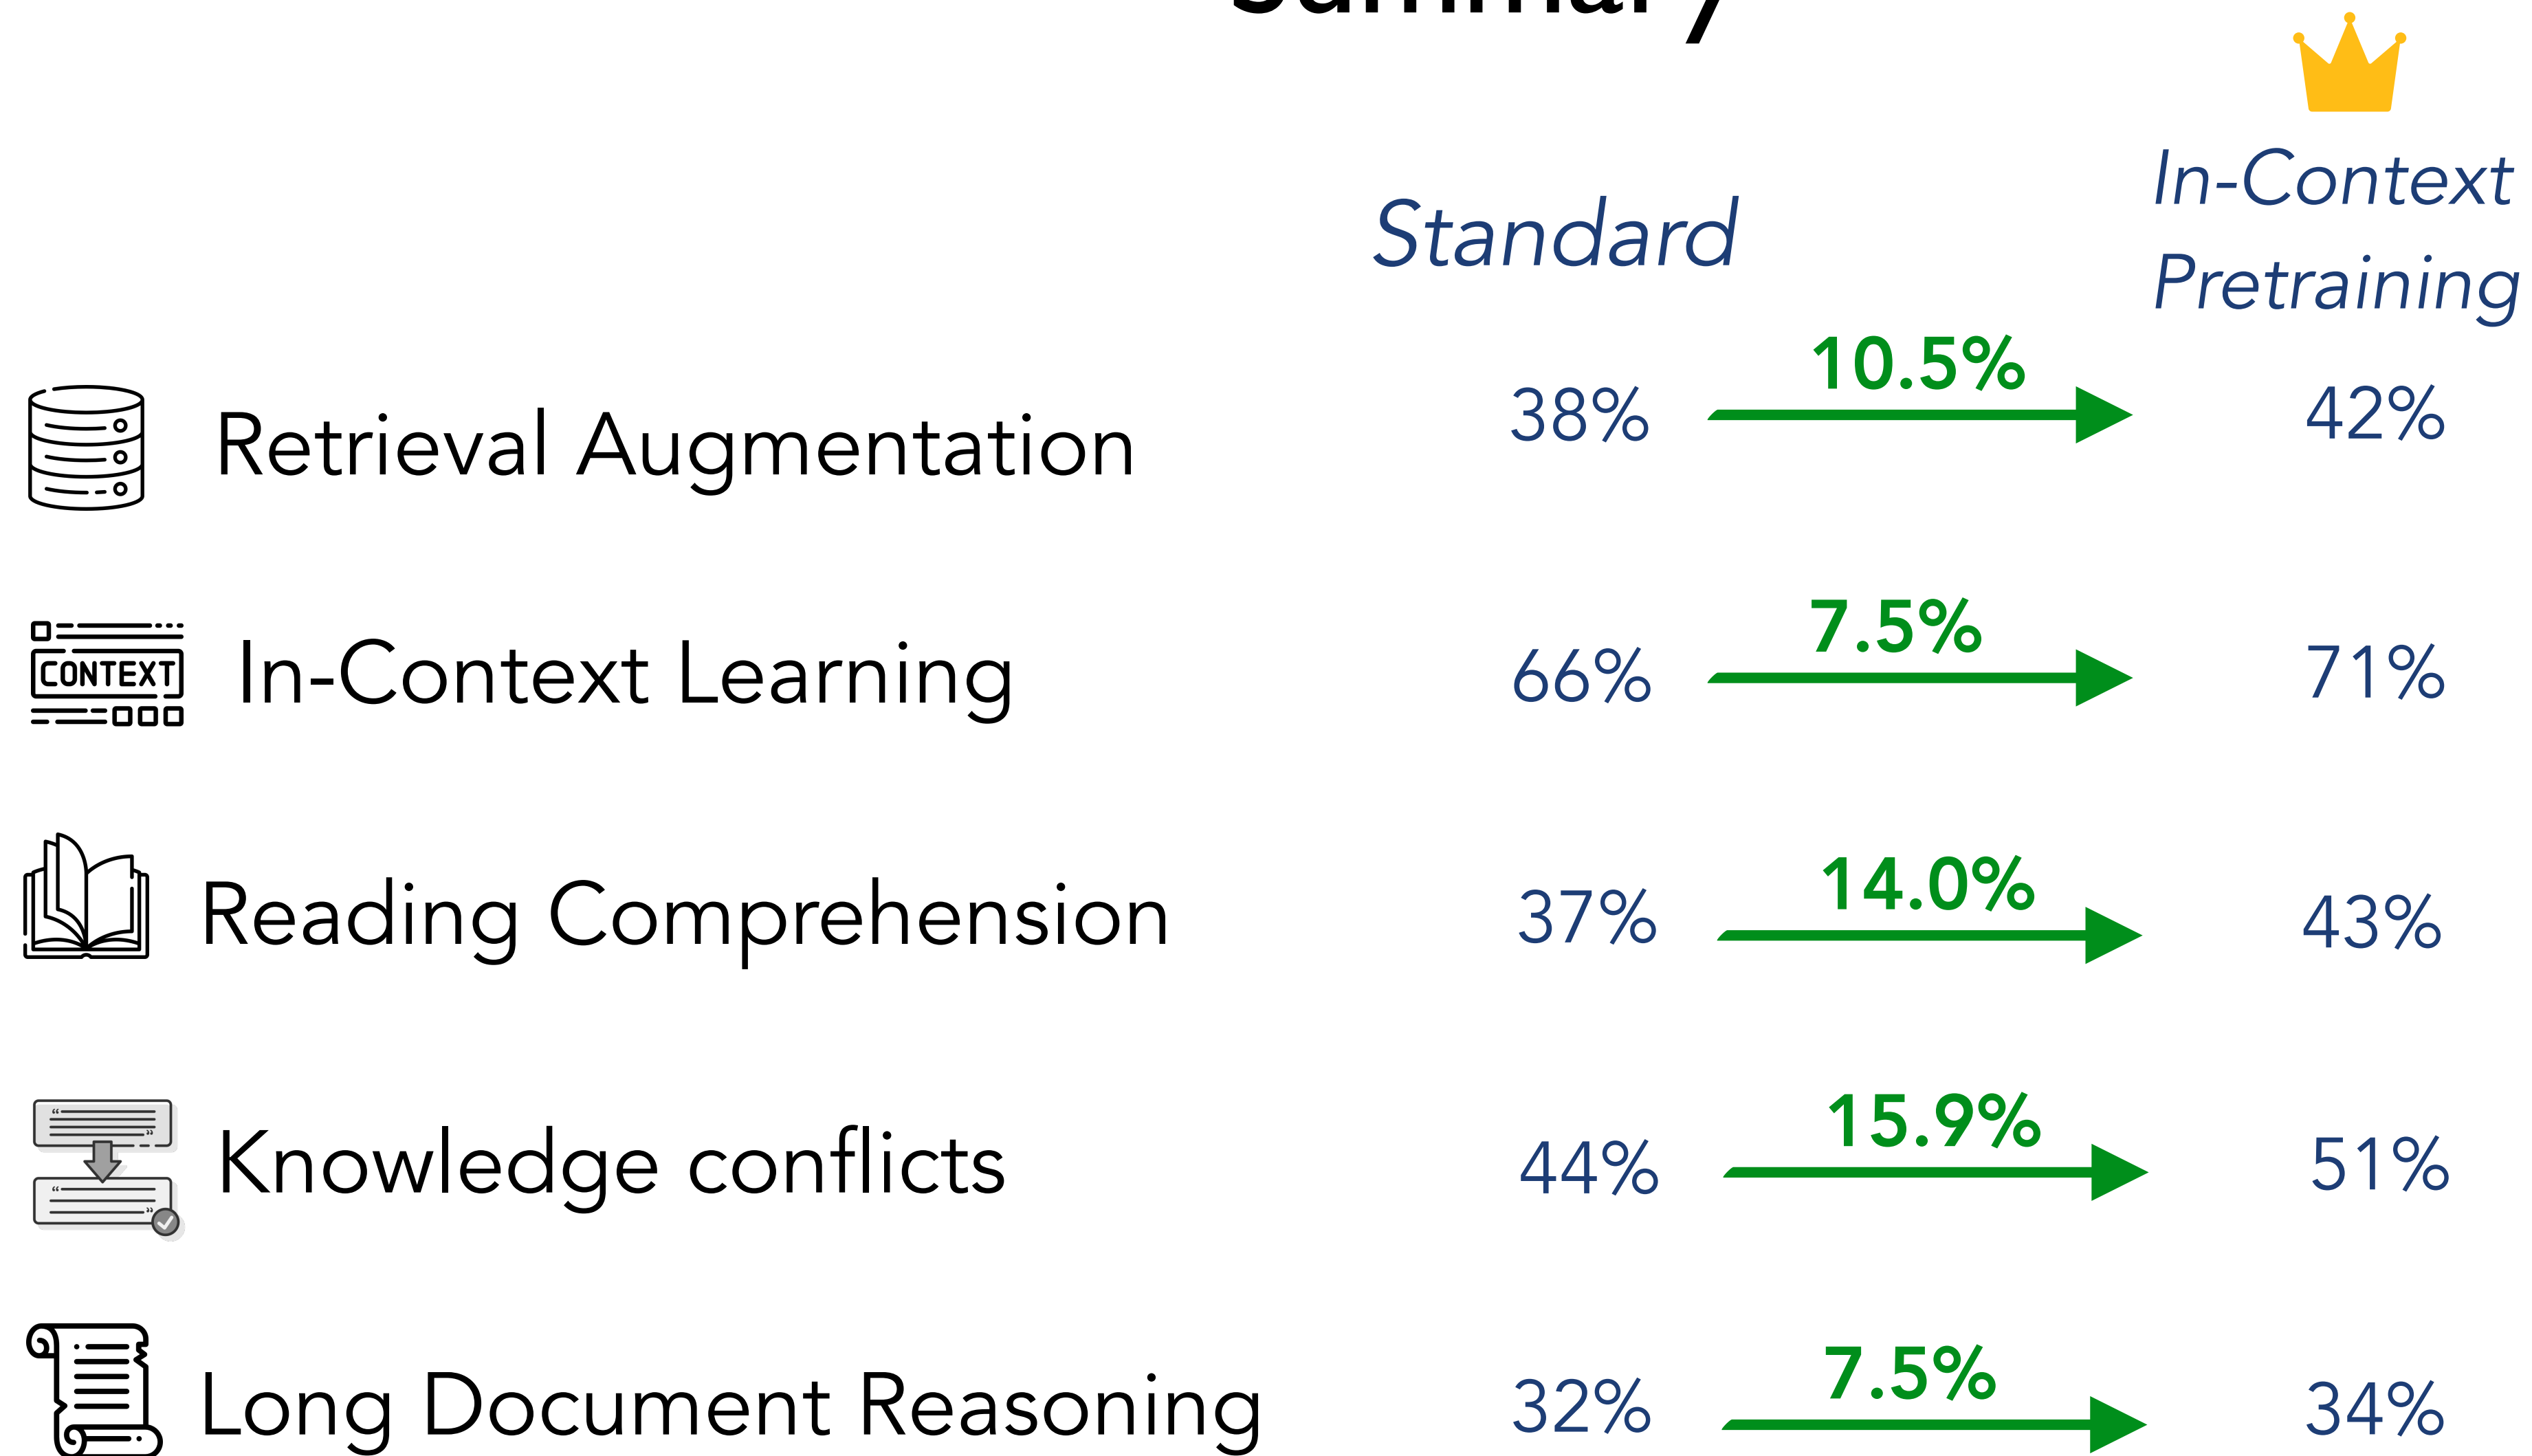 Summary
In-Context
Pretraining
Standard
Retrieval Augmentation 38% 10.5% 42%
CONTEXT In-Context Learning 66% 7.5% 71%
Reading Comprehension 37% 14.0% 43%
Knowledge conflicts 44% 15.9% 51%
Long Document Reasoning 32% 7.5% 34%